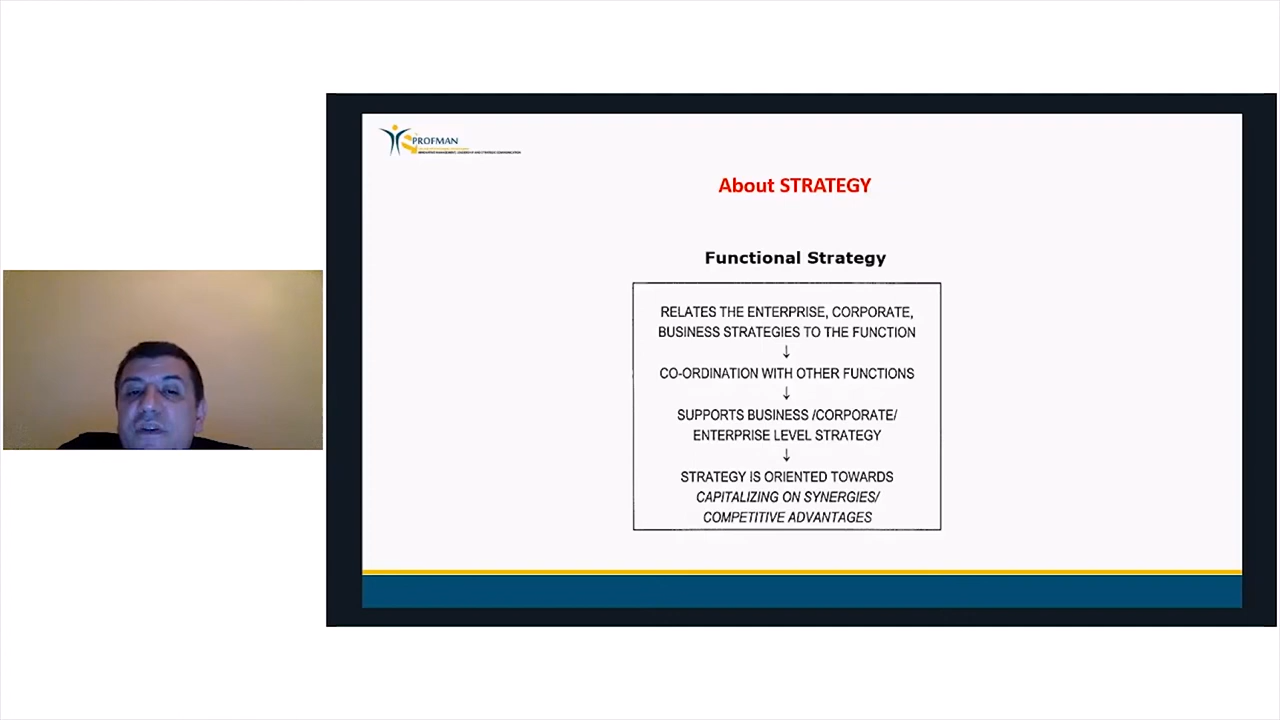 PROFMAN
About STRATEGY
Functional Strategy
RELATES THE ENTERPRISE, CORPORATE,
BUSINESS STRATEGIES TO THE FUNCTION
↓
CO-ORDINATION WITH OTHER FUNCTIONS
↓
SUPPORTS BUSINESS /CORPORATE/
ENTERPRISE LEVEL STRATEGY
↓
STRATEGY IS ORIENTED TOWARDS
CAPITALIZING ON SYNERGIES/
COMPETITIVE ADVANTAGES